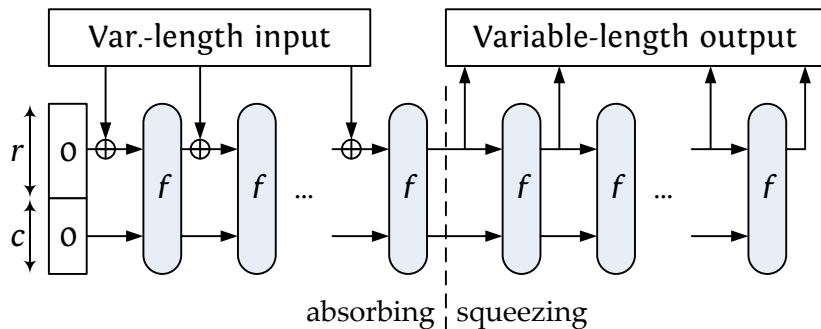 Var.-length input
Variable-length output
r
0
c
0
f
f
...
f
f
f
...
f
absorbing
squeezing